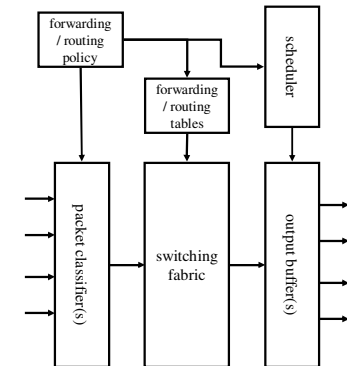 forwarding
/ routing
policy
scheduler
forwarding
/ routing
tables
packet classifier(s)
switching
fabric
output buffer(s)